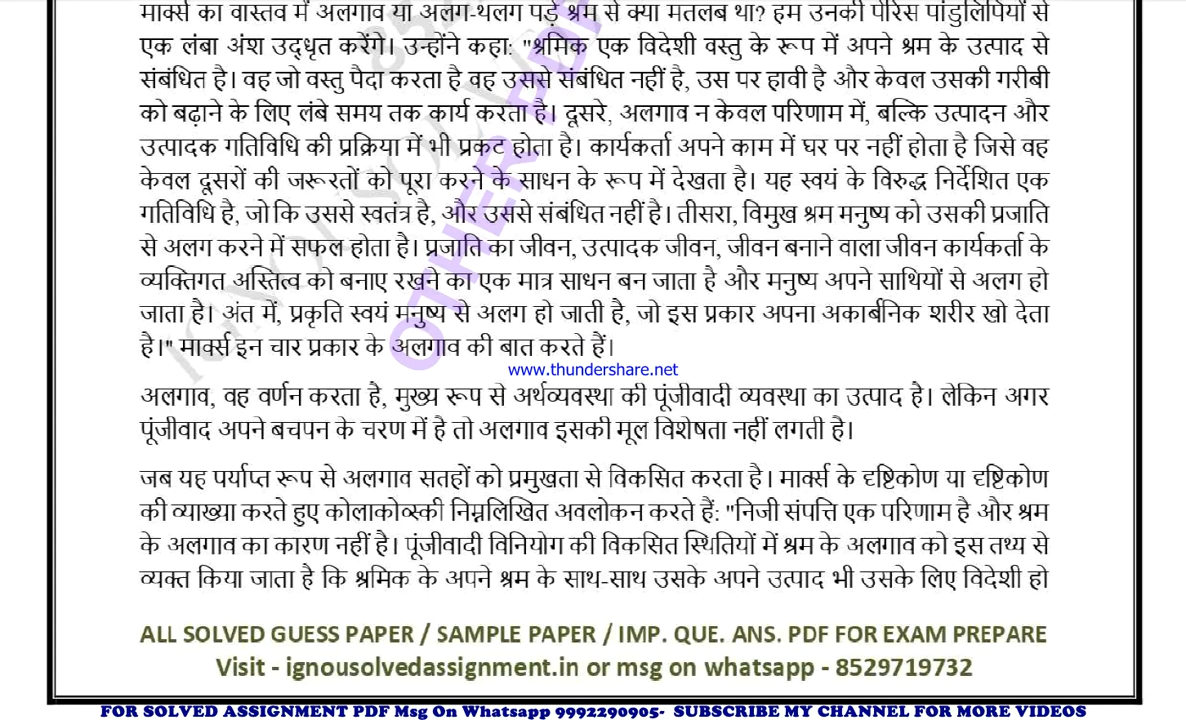 मार्क्स का वास्तव में अलगाव या अलग-थलग पड़े श्रम से क्या मतलब था? हम उनकी पेरिस पांडुलिपियों से
एक लंबा अंश उद्धृत करेंगे। उन्होंने कहा: "श्रमिक एक विदेशी वस्तु के रूप में अपने श्रम के उत्पाद से
संबंधित है। वह जो वस्तु पैदा करता है वह उससे संबंधित नहीं है, उस पर हावी है और केवल उसकी गरीबी
को बढ़ाने के लिए लंबे समय तक कार्य करता है। दूसरे, अलगाव न केवल परिणाम में, बल्कि उत्पादन और
उत्पादक गतिविधि की प्रक्रिया में भी प्रकट होता है। कार्यकर्ता अपने काम में घर पर नहीं होता है जिसे वह
केवल दूसरों की जरूरतों को पूरा करने के साधन के रूप में देखता है। यह स्वयं के विरुद्ध निर्देशित एक
गतिविधि है, जो कि उससे स्वतंत्र है, और उससे संबंधित नहीं है। तीसरा, विमुख श्रम मनुष्य को उसकी प्रजाति
से अलग करने में सफल होता है। प्रजाति का जीवन, उत्पादक जीवन, जीवन बनाने वाला जीवन कार्यकर्ता के
व्यक्तिगत अस्तित्व को बनाए रखने का एक मात्र साधन बन जाता है और मनुष्य अपने साथियों से अलग हो
जाता है। अंत में, प्रकृति स्वयं मनुष्य से अलग हो जाती है, जो इस प्रकार अपना अकार्बनिक शरीर खो देता
है।" मार्क्स इन चार प्रकार के अलगाव की बात करते हैं।
www.thundershare.net
अलगाव, वह वर्णन करता है, मुख्य रूप से अर्थव्यवस्था की पूंजीवादी व्यवस्था का उत्पाद है। लेकिन अगर
पूंजीवाद अपने बचपन के चरण में है तो अलगाव इसकी मूल विशेषता नहीं लगती है।
जब यह पर्याप्त रूप से अलगाव सतहों को प्रमुखता से विकसित करता है। मार्क्स के दृष्टिकोण या दृष्टिकोण
की व्याख्या करते हुए कोलाकोव्स्की निम्नलिखित अवलोकन करते हैं: "निजी संपत्ति एक परिणाम है और श्रम
के अलगाव का कारण नहीं है। पूंजीवादी विनियोग की विकसित स्थितियों में श्रम के अलगाव को इस तथ्य से
व्यक्त किया जाता है कि श्रमिक के अपने श्रम के साथ-साथ उसके अपने उत्पाद भी उसके लिए विदेशी हो
ALL SOLVED GUESS PAPER / SAMPLE PAPER / IMP. QUE. ANS. PDF FOR EXAM PREPARE
Visit - ignousolvedassignment.in or msg on whatsapp - 8529719732
FOR SOLVED ASSIGNMENT PDF Msg On Whatsapp 9992290905- SUBSCRIBE MY CHANNEL FOR MORE VIDEOS